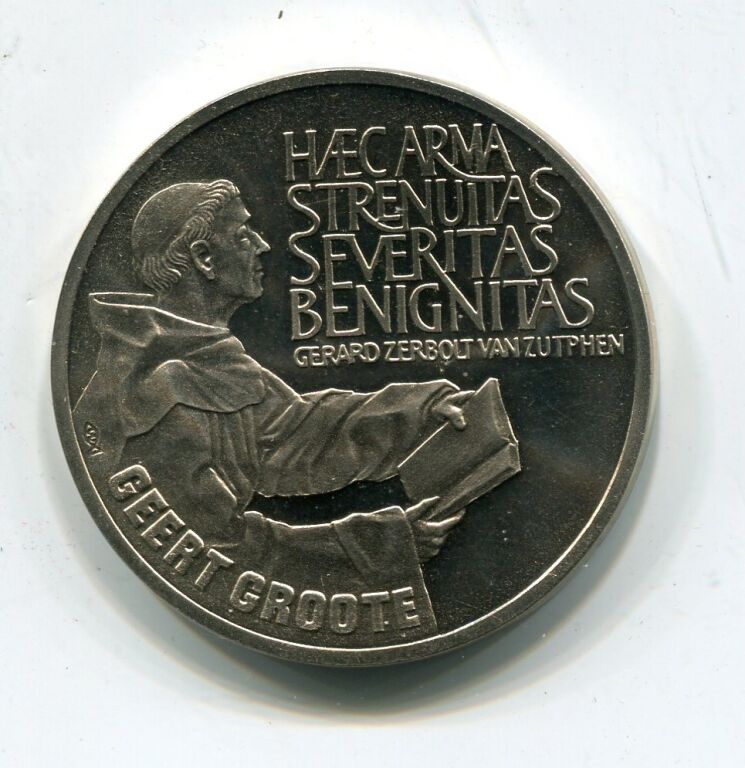 HÆC ARMA
STRENUITAS
SEVERITAS
BENIGNITAS
GERARD ZERBOLT VAN ZUTPHEN
GEERT GROOTE